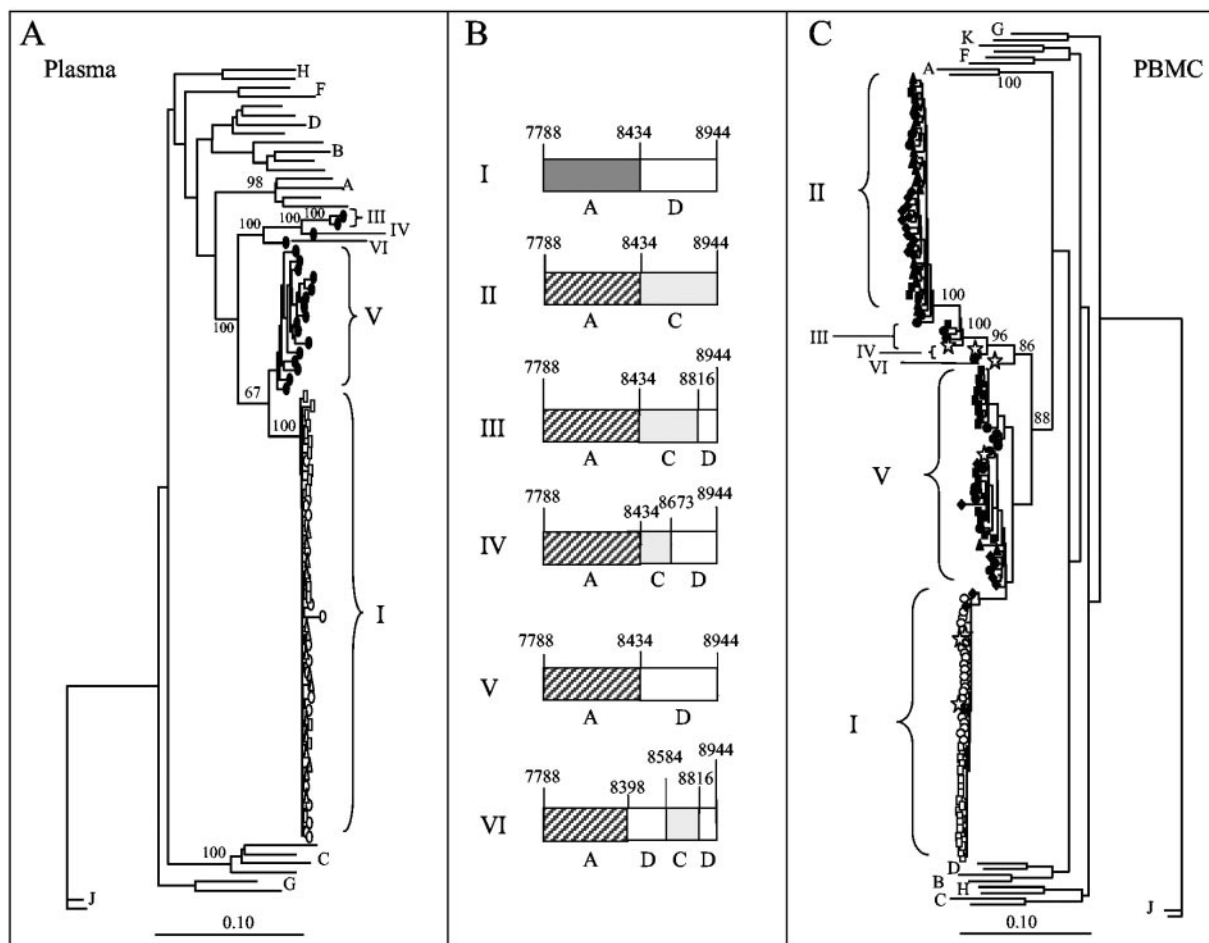 A
Plasma
H
F
D
B
98
A
100
100
100
III
IV
VI
V
100
67
100
I
100
C
G
J
0.10
B
7788 8434 8944
I
A D
7788 8434 8944
II
A C
8944
7788 8434 8816
III
A C D
8944
7788 8673
8434
IV
A C D
7788 8434 8944
V
A D
8944
8584
7788 8816
8398
VI
A D C D
C
PBMC
G
K
F
A
100
II
100
100
III
96
86
IV
VI
88
V
I
D
B
H
C
J
0.10